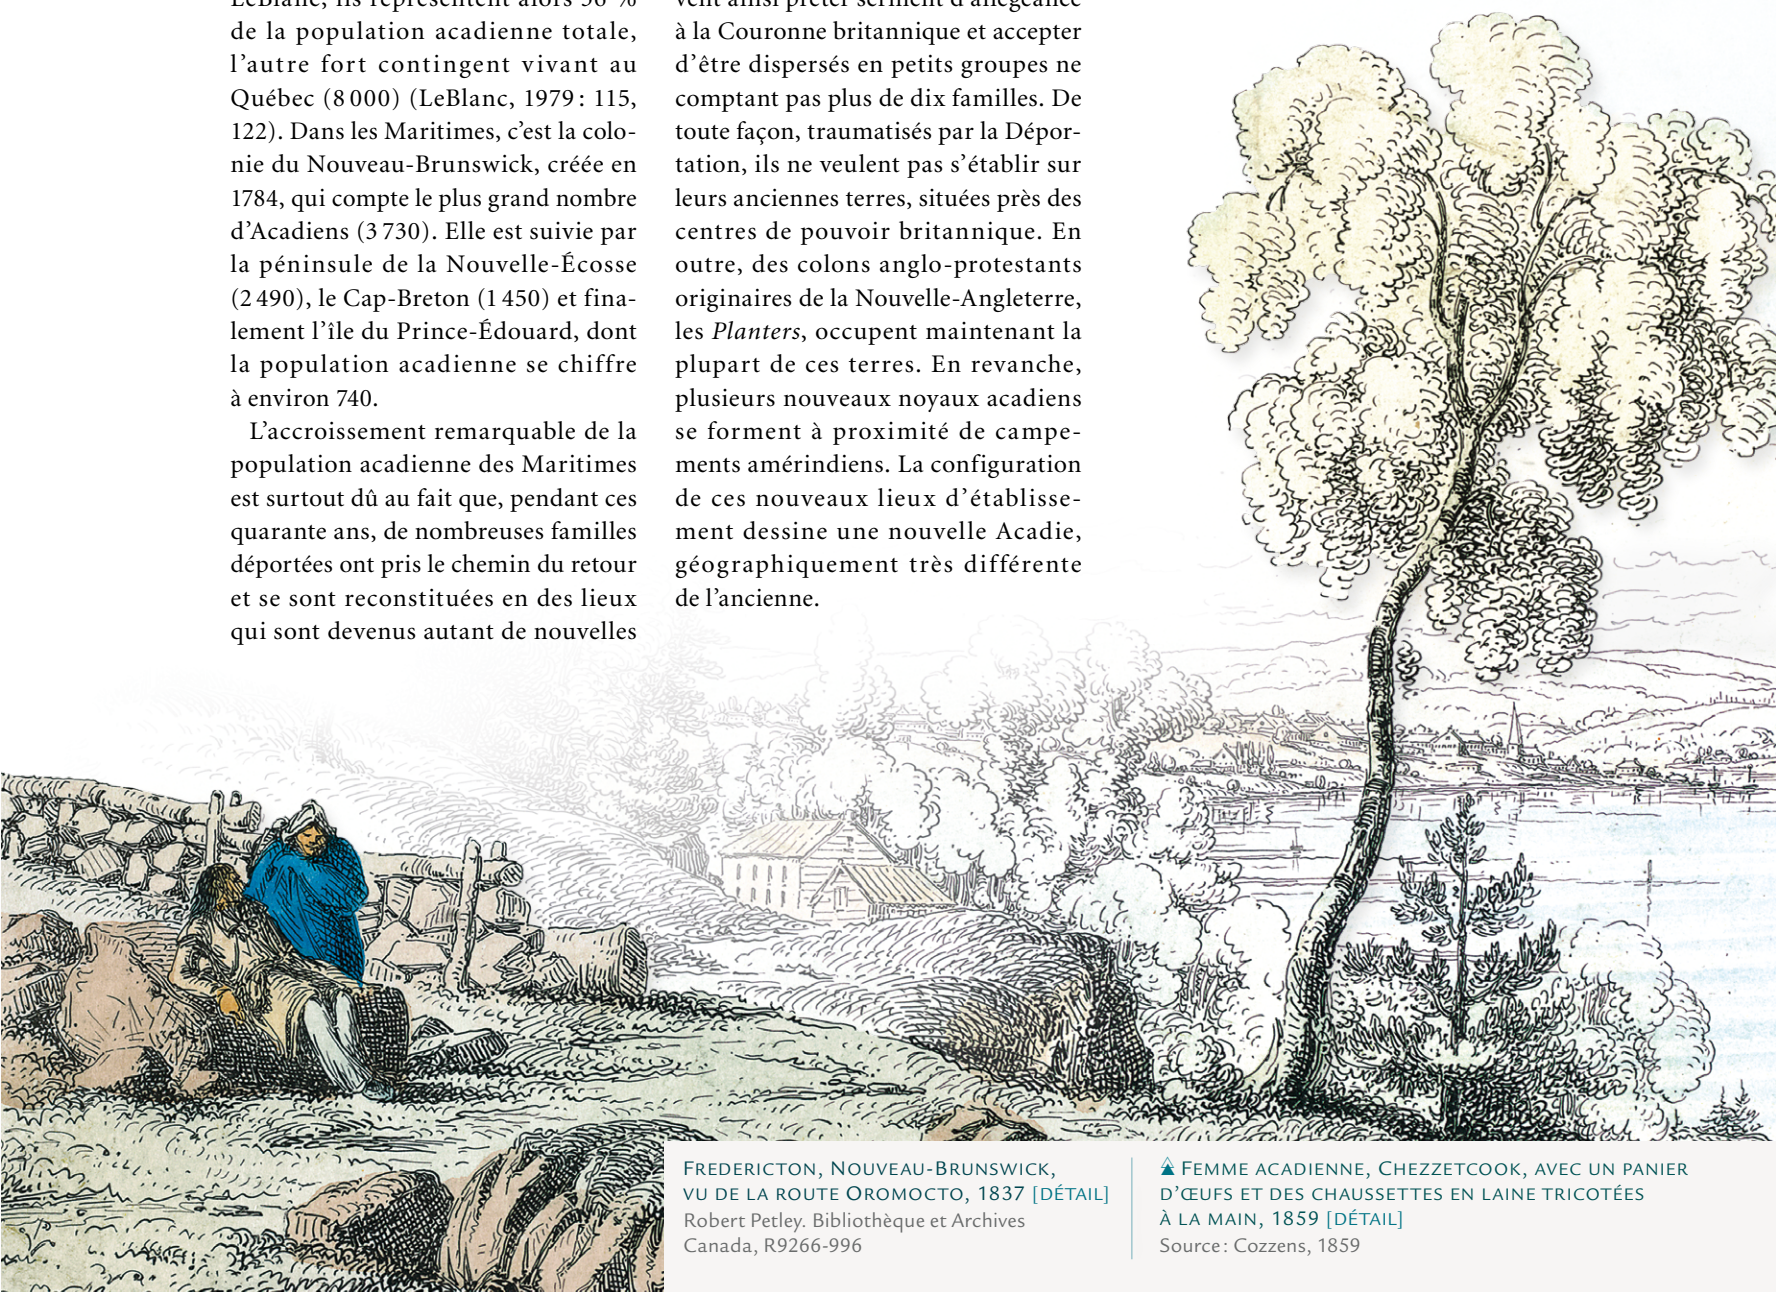 LeBlanc, ils représentent alors 56 %
de la population acadienne totale,
l’autre fort contingent vivant au
Québec (8 000) (LeBlanc, 1979 : 115,
122). Dans les Maritimes, c’est la colo-
nie du Nouveau-Brunswick, créée en
1784, qui compte le plus grand nombre
d’Acadiens (3 730). Elle est suivie par
la péninsule de la Nouvelle-Écosse
(2 490), le Cap-Breton (1 450) et fina-
lement l’île du Prince-Édouard, dont
la population acadienne se chiffre
à environ 740.
L’accroissement remarquable de la
population acadienne des Maritimes
est surtout dû au fait que, pendant ces
quarante ans, de nombreuses familles
déportées ont pris le chemin du retour
et se sont reconstituées en des lieux
qui sont devenus autant de nouvelles
vent ainsi prêter serment d’allégeance
à la Couronne britannique et accepter
d’être dispersés en petits groupes ne
comptant pas plus de dix familles. De
toute façon, traumatisés par la Dépor-
tation, ils ne veulent pas s’établir sur
leurs anciennes terres, situées près des
centres de pouvoir britannique. En
outre, des colons anglo-protestants
originaires de la Nouvelle-Angleterre,
les Planters, occupent maintenant la
plupart de ces terres. En revanche,
plusieurs nouveaux noyaux acadiens
se forment à proximité de campe-
ments amérindiens. La configuration
de ces nouveaux lieux d’établisse-
ment dessine une nouvelle Acadie,
géographiquement très différente
de l’ancienne.
Fredericton, Nouveau-Brunswick,
vu de la route Oromocto, 1837 [détail]
Robert Petley. Bibliothèque et Archives
Canada, R9266-996
Femme acadienne, Chezzetcook, avec un panier
d’œufs et des chaussettes en laine tricotées
à la main, 1859 [détail]
Source : Cozzens, 1859